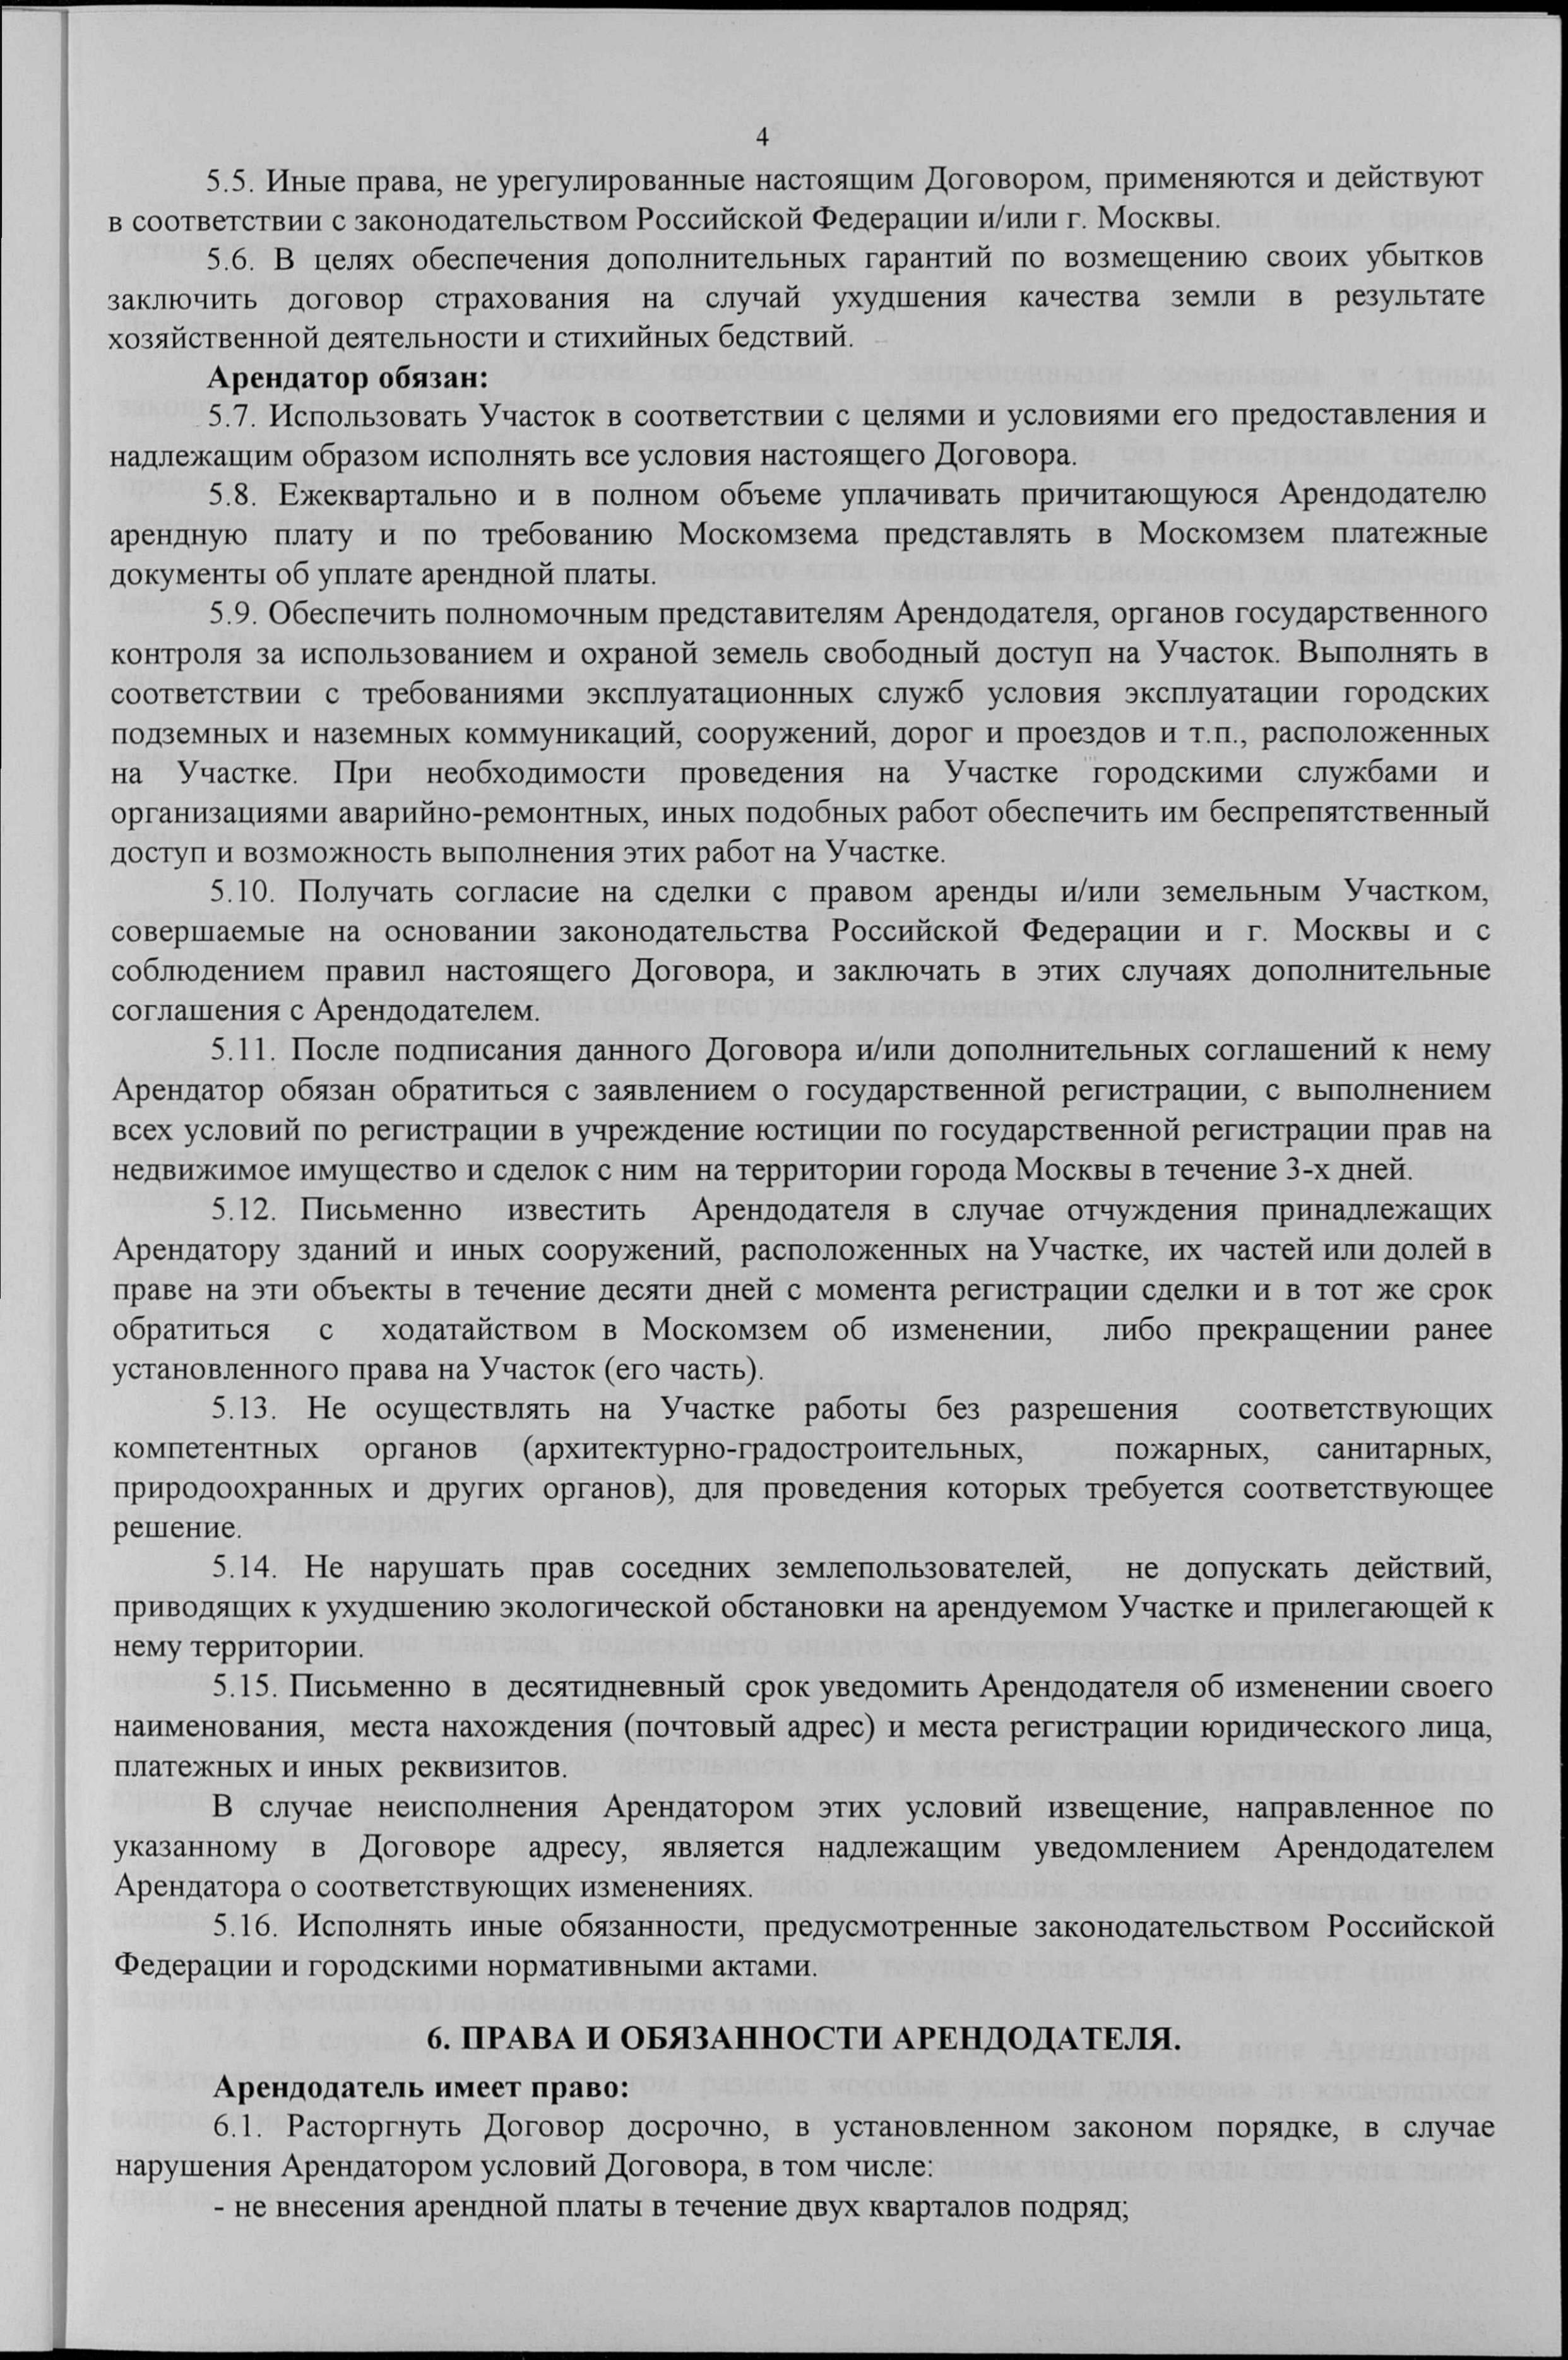 4
5.5. Иные права, не урегулированные настоящим Договором, применяются и действуют
в соответствии с законодательством Российской Федерации и/или г. Москвы.
5.6. В целях обеспечения дополнительных гарантий по возмещению своих убытков
заключить договор страхования на случай ухудшения качества земли в результате
хозяйственной деятельности и стихийных бедствий.
Арендатор обязан:
5.7. Использовать Участок в соответствии с целями и условиями его предоставления и
надлежащим образом исполнять все условия настоящего Договора.
5.8. Ежеквартально и в полном объеме уплачивать причитающуюся Арендодателю
арендную плату и по требованию Москомзема представлять в Москомзем платежные
документы об уплате арендной платы.
5.9. Обеспечить полномочным представителям Арендодателя, органов государственного
контроля за использованием и охраной земель свободный доступ на Участок. Выполнять в
соответствии с требованиями эксплуатационных служб условия эксплуатации городских
подземных и наземных коммуникаций, сооружений, дорог и проездов и т.п., расположенных
на Участке. При необходимости проведения на Участке городскими службами и
организациями аварийно-ремонтных, иных подобных работ обеспечить им беспрепятственный
доступ и возможность выполнения этих работ на Участке.
5.10. Получать согласие на сделки с правом аренды и/или земельным Участком,
совершаемые на основании законодательства Российской Федерации и г. Москвы и с
соблюдением правил настоящего Договора, и заключать в этих случаях дополнительные
соглашения с Арендодателем.
5.11. После подписания данного Договора и/или дополнительных соглашений к нему
Арендатор обязан обратиться с заявлением о государственной регистрации, с выполнением
всех условий по регистрации в учреждение юстиции по государственной регистрации прав на
недвижимое имущество и сделок с ним на территории города Москвы в течение 3-х дней.
5.12. Письменно известить Арендодателя в случае отчуждения принадлежащих
Арендатору зданий и иных сооружений, расположенных на Участке, их частей или долей в
праве на эти объекты в течение десяти дней с момента регистрации сделки и в тот же срок
обратиться с ходатайством в Москомзем об изменении, либо прекращении ранее
установленного права на Участок (его часть).
5.13. Не осуществлять на Участке работы без разрешения соответствующих
компетентных органов (архитектурно-градостроительных, пожарных, санитарных,
природоохранных и других органов), для проведения которых требуется соответствующее
решение.
5.14. Не нарушать прав соседних землепользователей, не допускать действий,
приводящих к ухудшению экологической обстановки на арендуемом Участке и прилегающей к
нему территории.
5.15. Письменно в десятидневный срок уведомить Арендодателя об изменении своего
наименования, места нахождения (почтовый адрес) и места регистрации юридического лица,
платежных и иных реквизитов.
В случае неисполнения Арендатором этих условий извещение, направленное по
указанному в Договоре адресу, является надлежащим уведомлением Арендодателем
Арендатора о соответствующих изменениях.
5.16. Исполнять иные обязанности, предусмотренные законодательством Российской
Федерации и городскими нормативными актами.
6. ПРАВА И ОБЯЗАННОСТИ АРЕНДОДАТЕЛЯ.
Арендодатель имеет право:
6.1. Расторгнуть Договор досрочно, в установленном законом порядке, в случае
нарушения Арендатором условий Договора, в том числе:
- не внесения арендной платы в течение двух кварталов подряд;